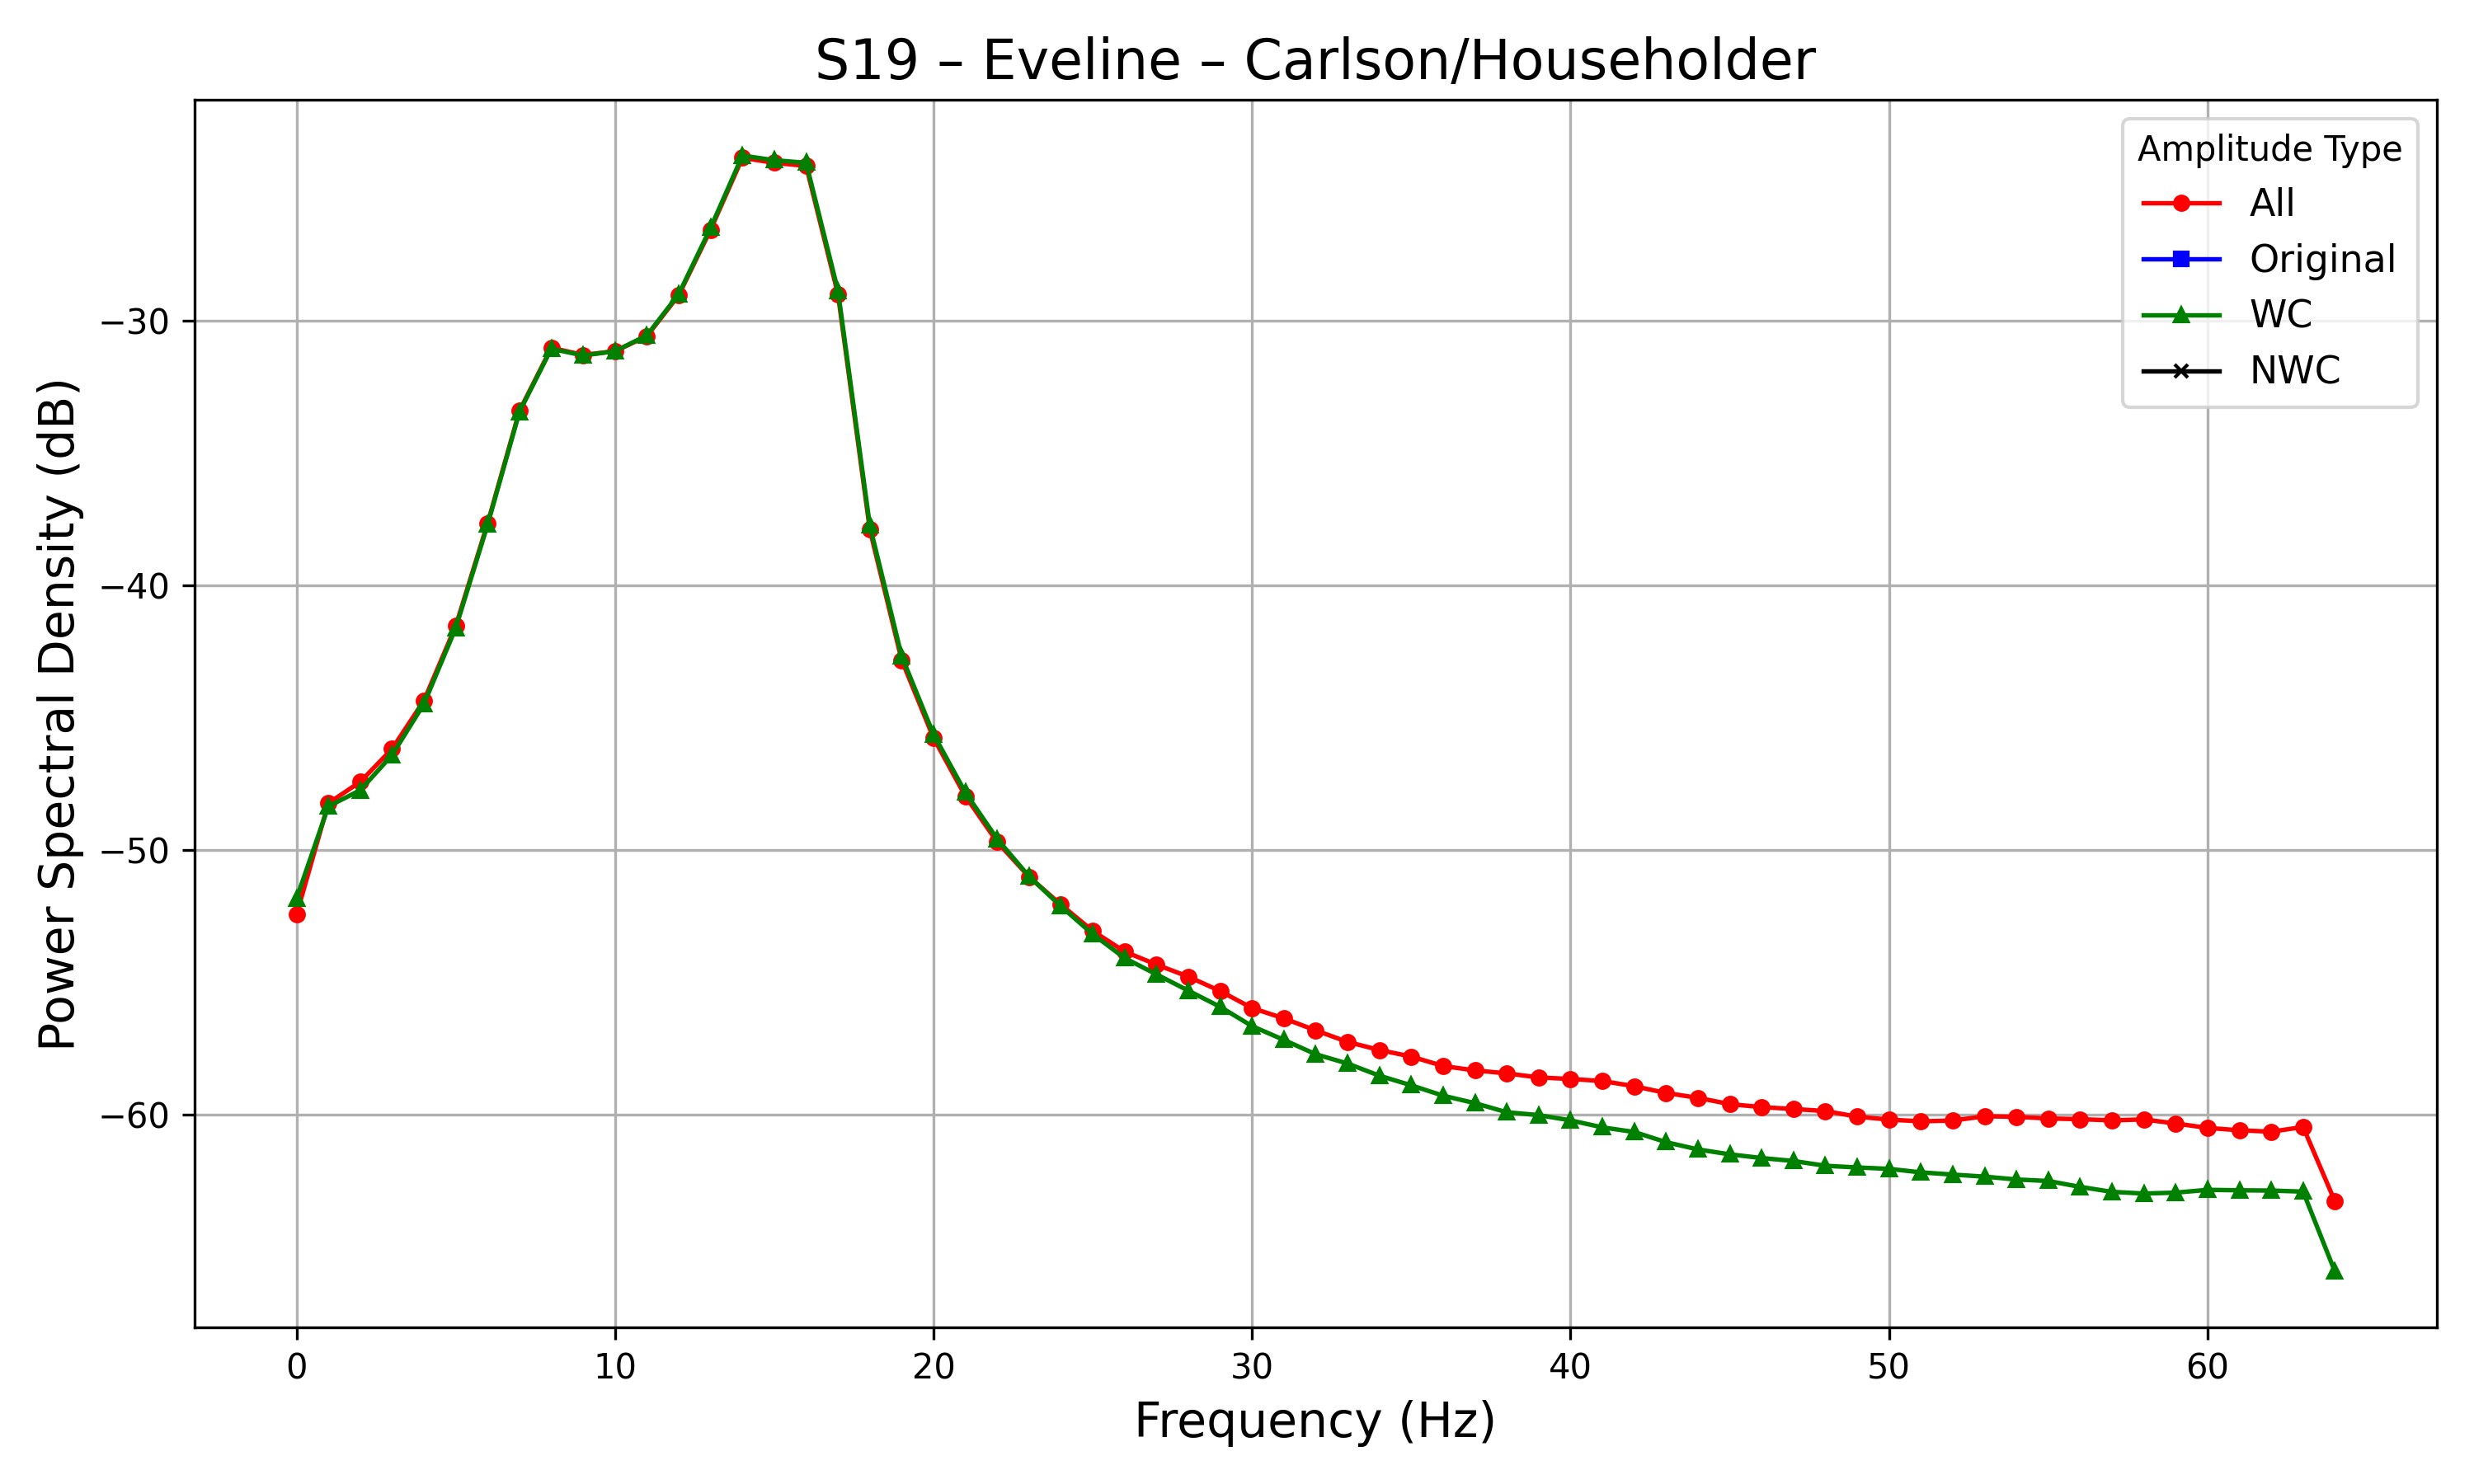 S19 – Eveline – Carlson/Householder
Amplitude Type
All
Original
WC
NWC
Power Spectral Density (dB)
−30
−40
−50
−60
0 10 20 30 40 50 60
Frequency (Hz)